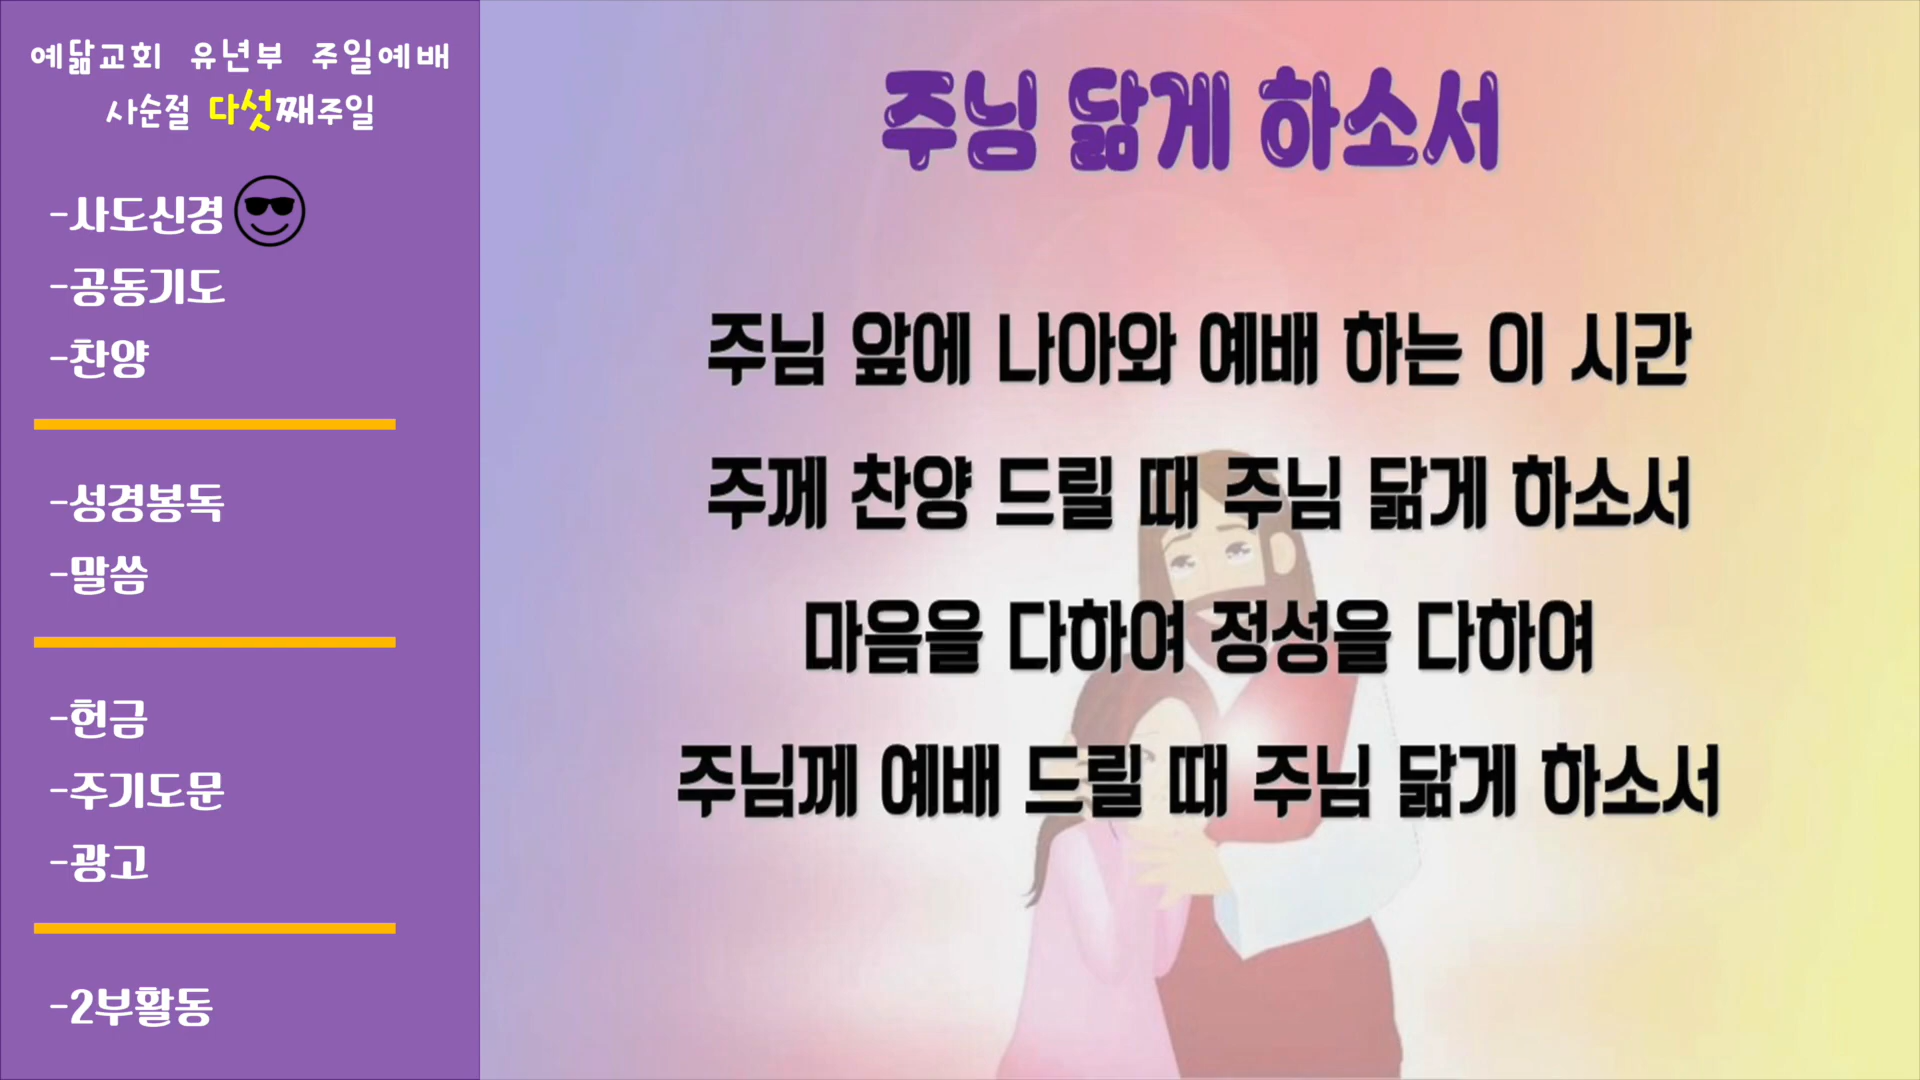 예닮교회 유년부 주일예배
사순절 다섯째주일
-사도신경
-공동기도
-찬양
-성경봉독
-말씀
-헌금
-주기도문
-광고
-2부활동
주님 닮게 하소서
주님 앞에 나아와 예배 하는 이 시간
주께 찬양 드릴 때 주님 닮게 하소서
마음을 다하여 정성을 다하여
주님께 예배 드릴 때 주님 닮게 하소서